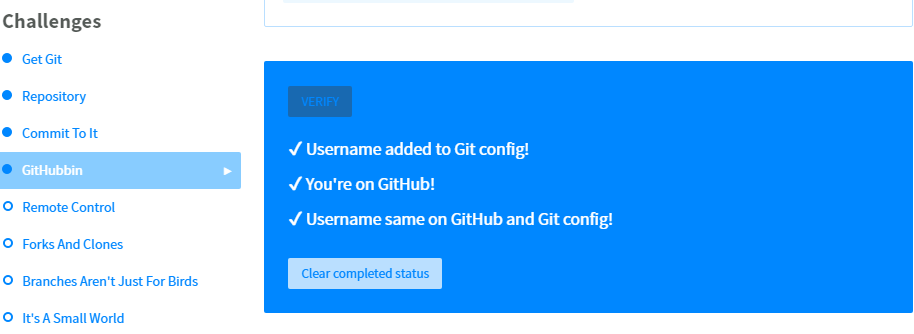 Challenges
Get Git
Repository
Commit To It
GitHubbin
Remote Control
Forks And Clones
Branches Aren't Just For Birds
It's A Small World
VERIFY
✔ Username added to Git config!
✔ You're on GitHub!
✔ Username same on GitHub and Git config!
Clear completed status